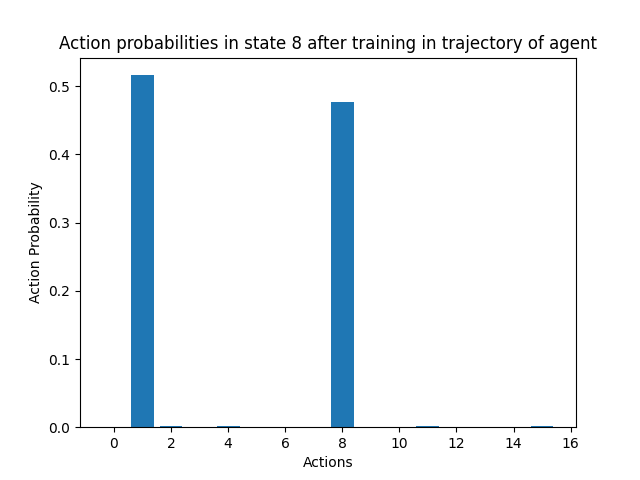 Action probabilities in state 8 after training in trajectory of agent
0.5
0.4
0.3
0.2
0.1
0.0
Action Probability
0 2 4 6 8 10 12 14 16
Actions